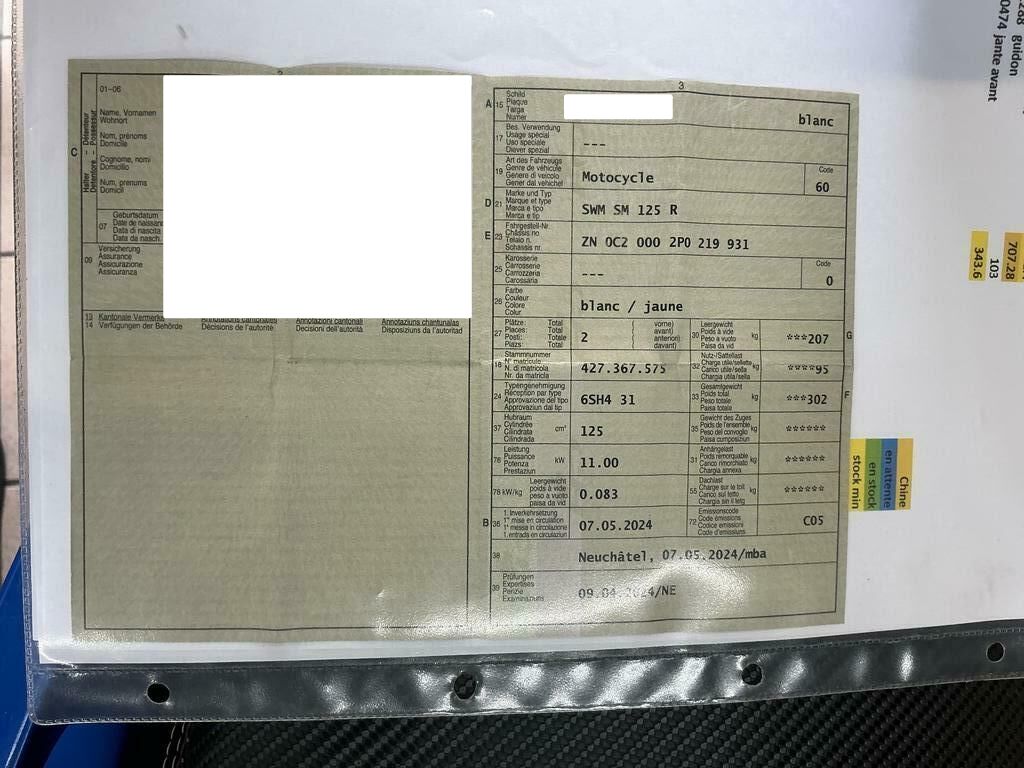 2
01-06
Name, Vornamen
Wohnort
Nom, prénoms
Domicile
Cognome, nomi
Domicilio
Num, prenums
Domicil
C
Halter – Détenteur
Detentore – Possessur
07
Geburtsdatum
Date de naissan
Data di nascita
Data da nasch.
09
Versicherung
Assurance
Assicurazione
Assicuranza
13 Kantonale Vermerke
Annotations cantonales
Annotazioni cantonali
Annotaziuns chantunalas
14 Verfügungen der Behörde
Décisions de l'autorité
Decisioni dell'autorità
Disposiziuns da l'autoritad
3
A 15
Schild
Plaque
Targa
Numer
blanc
17
Bes. Verwendung
Usage spécial
Uso speciale
Diever spezial
---
19
Art des Fahrzeugs
Genre de véhicule
Genere di veicolo
Gener dal vehichel
Motocycle
Code
60
D 21
Marke und Typ
Marque et type
Marca e tipo
Marca e tip
SWM SM 125 R
E 23
Fahrgestell-Nr.
Châssis no
Telaio n.
Schassis nr.
ZN 0C2 000 2P0 219 931
25
Karosserie
Carrosserie
Carrozzeria
Carossaria
---
Code
0
26
Farbe
Couleur
Colore
Colur
blanc / jaune
27
Plätze: Total ( vorne)
Places: Total ( avant)
Posti: Totale ( anteriori)
Plazs: Total ( davant)
2
30
Leergewicht
Poids à vide
Peso a vuoto
Paisa da vid
kg
***207
G
18
Stammnummer
N° matricule
N. di matricola
Nr. da matricla
427.367.575
32
Nutz-/Sattellast
Charge utile/sellette
Carico utile/sella
Chargia utila/sella
kg
****95
24
Typengenehmigung
Réception par type
Approvazione del tipo
Approvaziun dal tip
6SH4 31
33
Gesamtgewicht
Poids total
Peso totale
Paisa totala
kg
***302
F
37
Hubraum
Cylindrée
Cilindrata
Cilindrada
cm³
125
35
Gewicht des Zuges
Poids de l'ensemble
Peso del convoglio
Paisa cumposiziun
kg
******
76
Leistung
Puissance
Potenza
Prestaziun
kW
11.00
31
Anhängelast
Poids remorquable
Carico rimorchiato
Chargia annexa
kg
******
78 kW/kg
Leergewicht
poids à vide
peso a vuoto
paisa da vid
0.083
55
Dachlast
Charge sur le toit
Carico sul tetto
Chargia sin il tetg
kg
******
B 36
1. Inverkehrsetzung
1re mise en circulation
1a messa in circolazione
1. entrada en circulaziun
07.05.2024
72
Emissionscode
Code émissions
Codice emissioni
Code d'emissiuns
C05
38
Neuchâtel, 07.05.2024/mba
39
Prüfungen
Expertises
Perizie
Examinaziuns
09.04.2024/NE
guidon
0474 jante avant
707.28
103
343.6
Chine
en attente
en stock
stock min